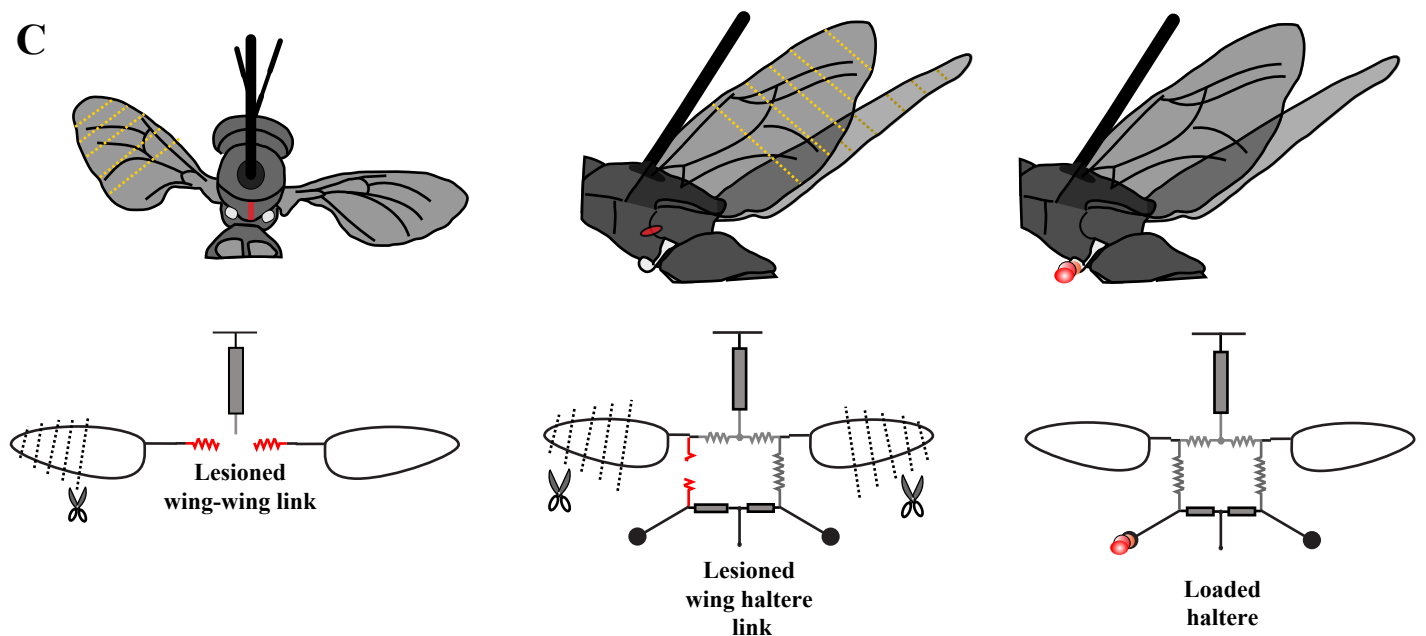 C
Lesioned
wing-wing link
Lesioned
wing haltere
link
Loaded
haltere